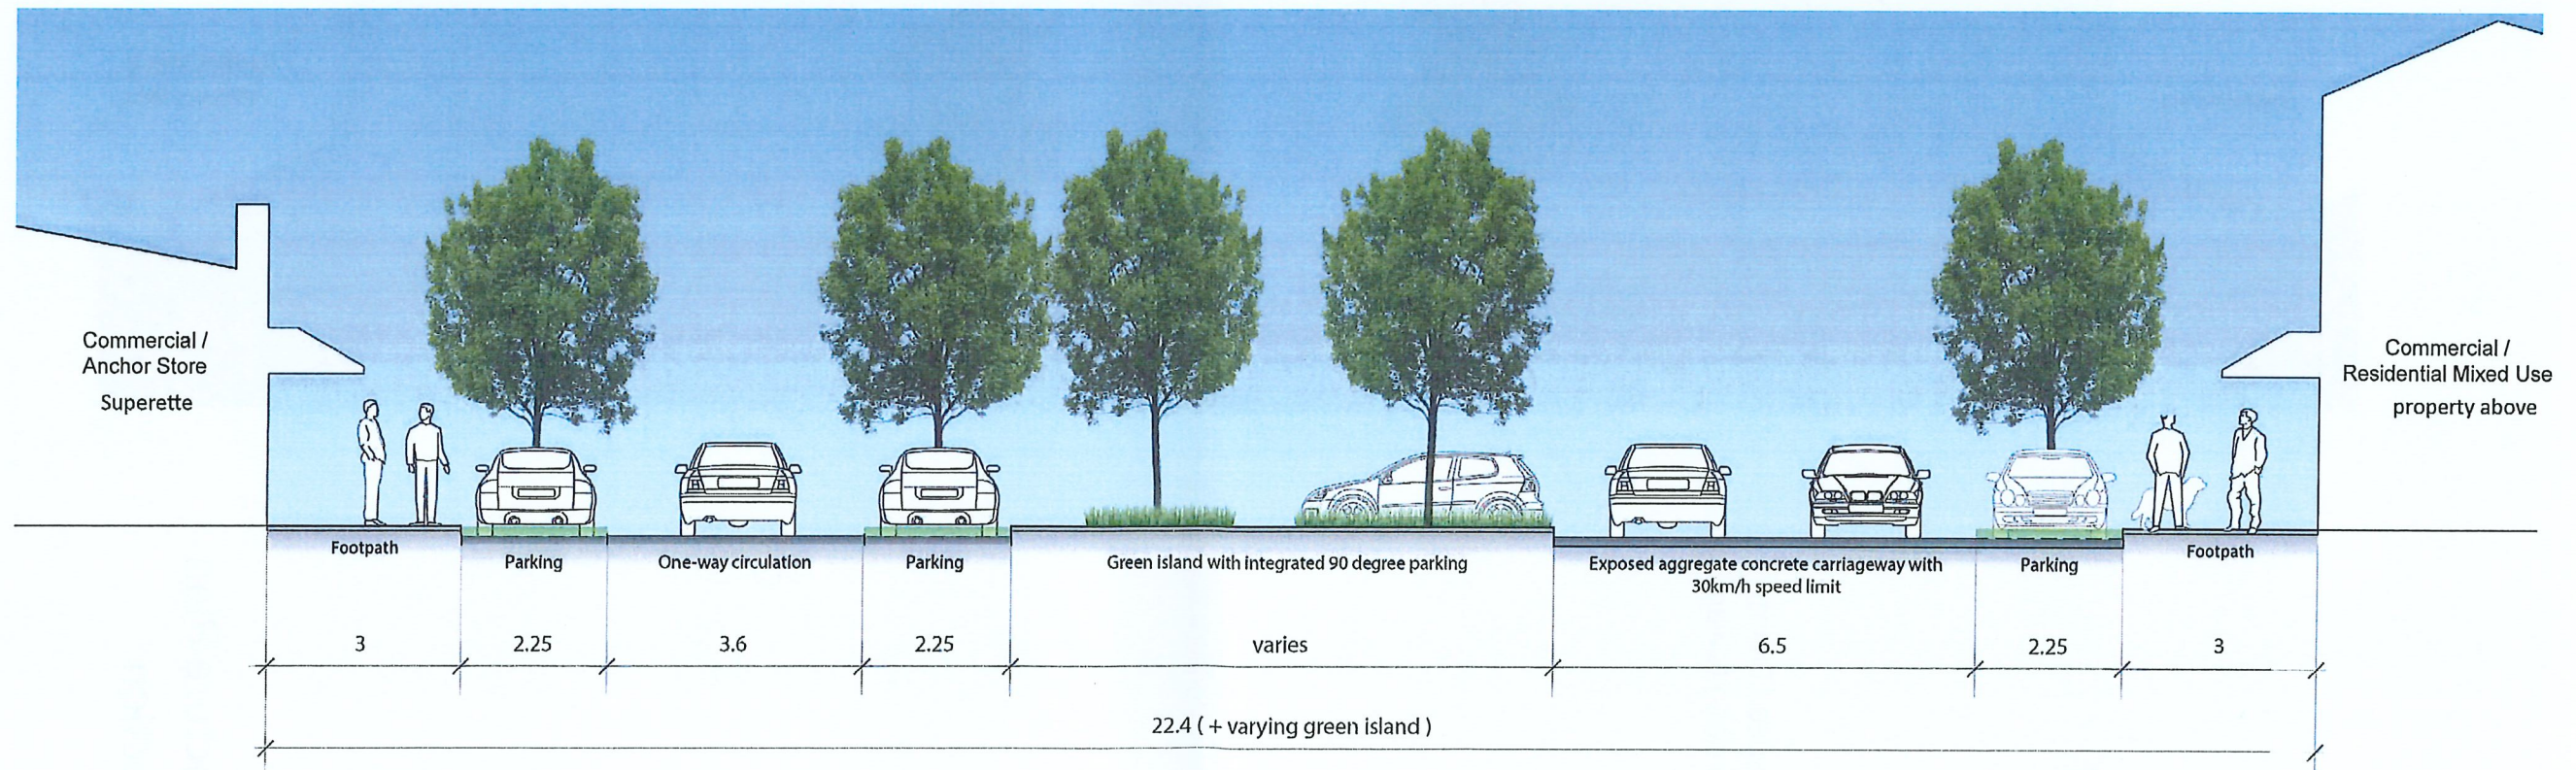 Commercial /
Anchor Store
Superette
Commercial /
Residential Mixed Use
property above
Footpath
Parking
One-way circulation
Parking
Green island with integrated 90 degree parking
Exposed aggregate concrete carriageway with
30km/h speed limit
Parking
Footpath
3
2.25
3.6
2.25
varies
6.5
2.25
3
22.4 ( + varying green island )